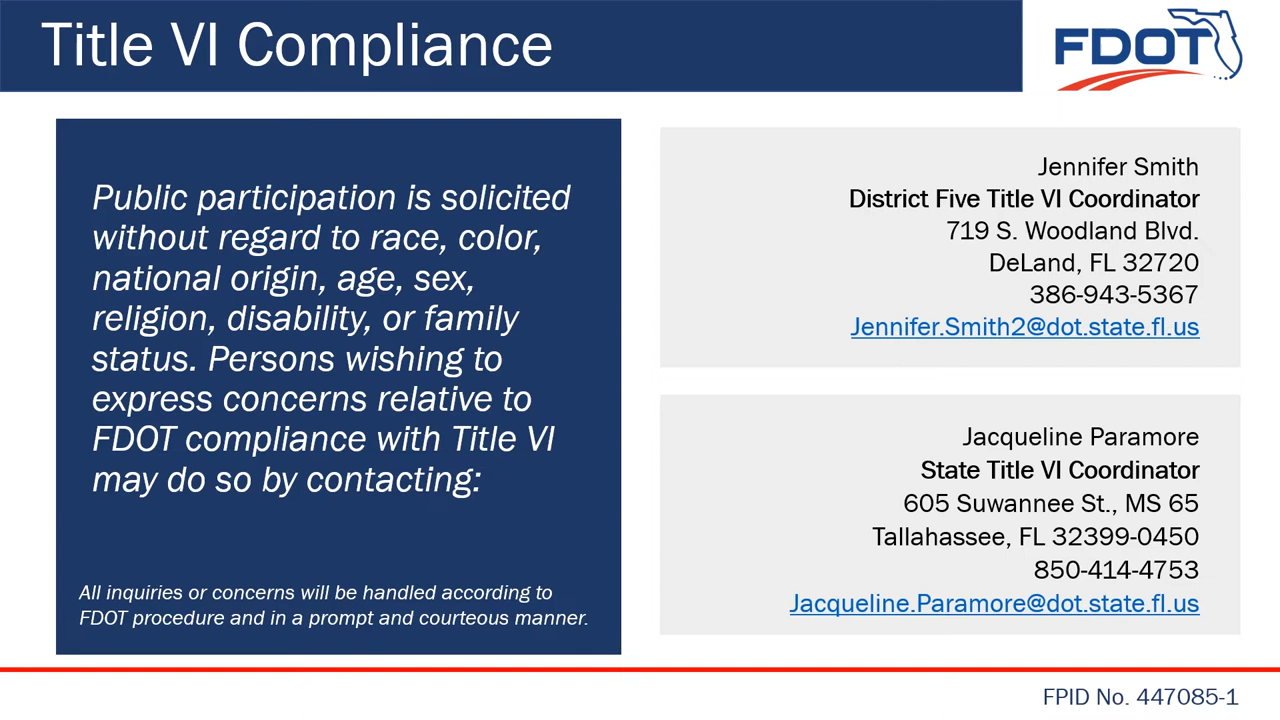 Title VI Compliance
FDOT
Public participation is solicited
without regard to race, color,
national origin, age, sex,
religion, disability, or family
status. Persons wishing to
express concerns relative to
FDOT compliance with Title VI
may do so by contacting:
All inquiries or concerns will be handled according to
FDOT procedure and in a prompt and courteous manner.
Jennifer Smith
District Five Title VI Coordinator
719 S. Woodland Blvd.
DeLand, FL 32720
386-943-5367
Jennifer.Smith2@dot.state.fl.us
Jacqueline Paramore
State Title VI Coordinator
605 Suwannee St., MS 65
Tallahassee, FL 32399-0450
850-414-4753
Jacqueline.Paramore@dot.state.fl.us
FPID No. 447085-1